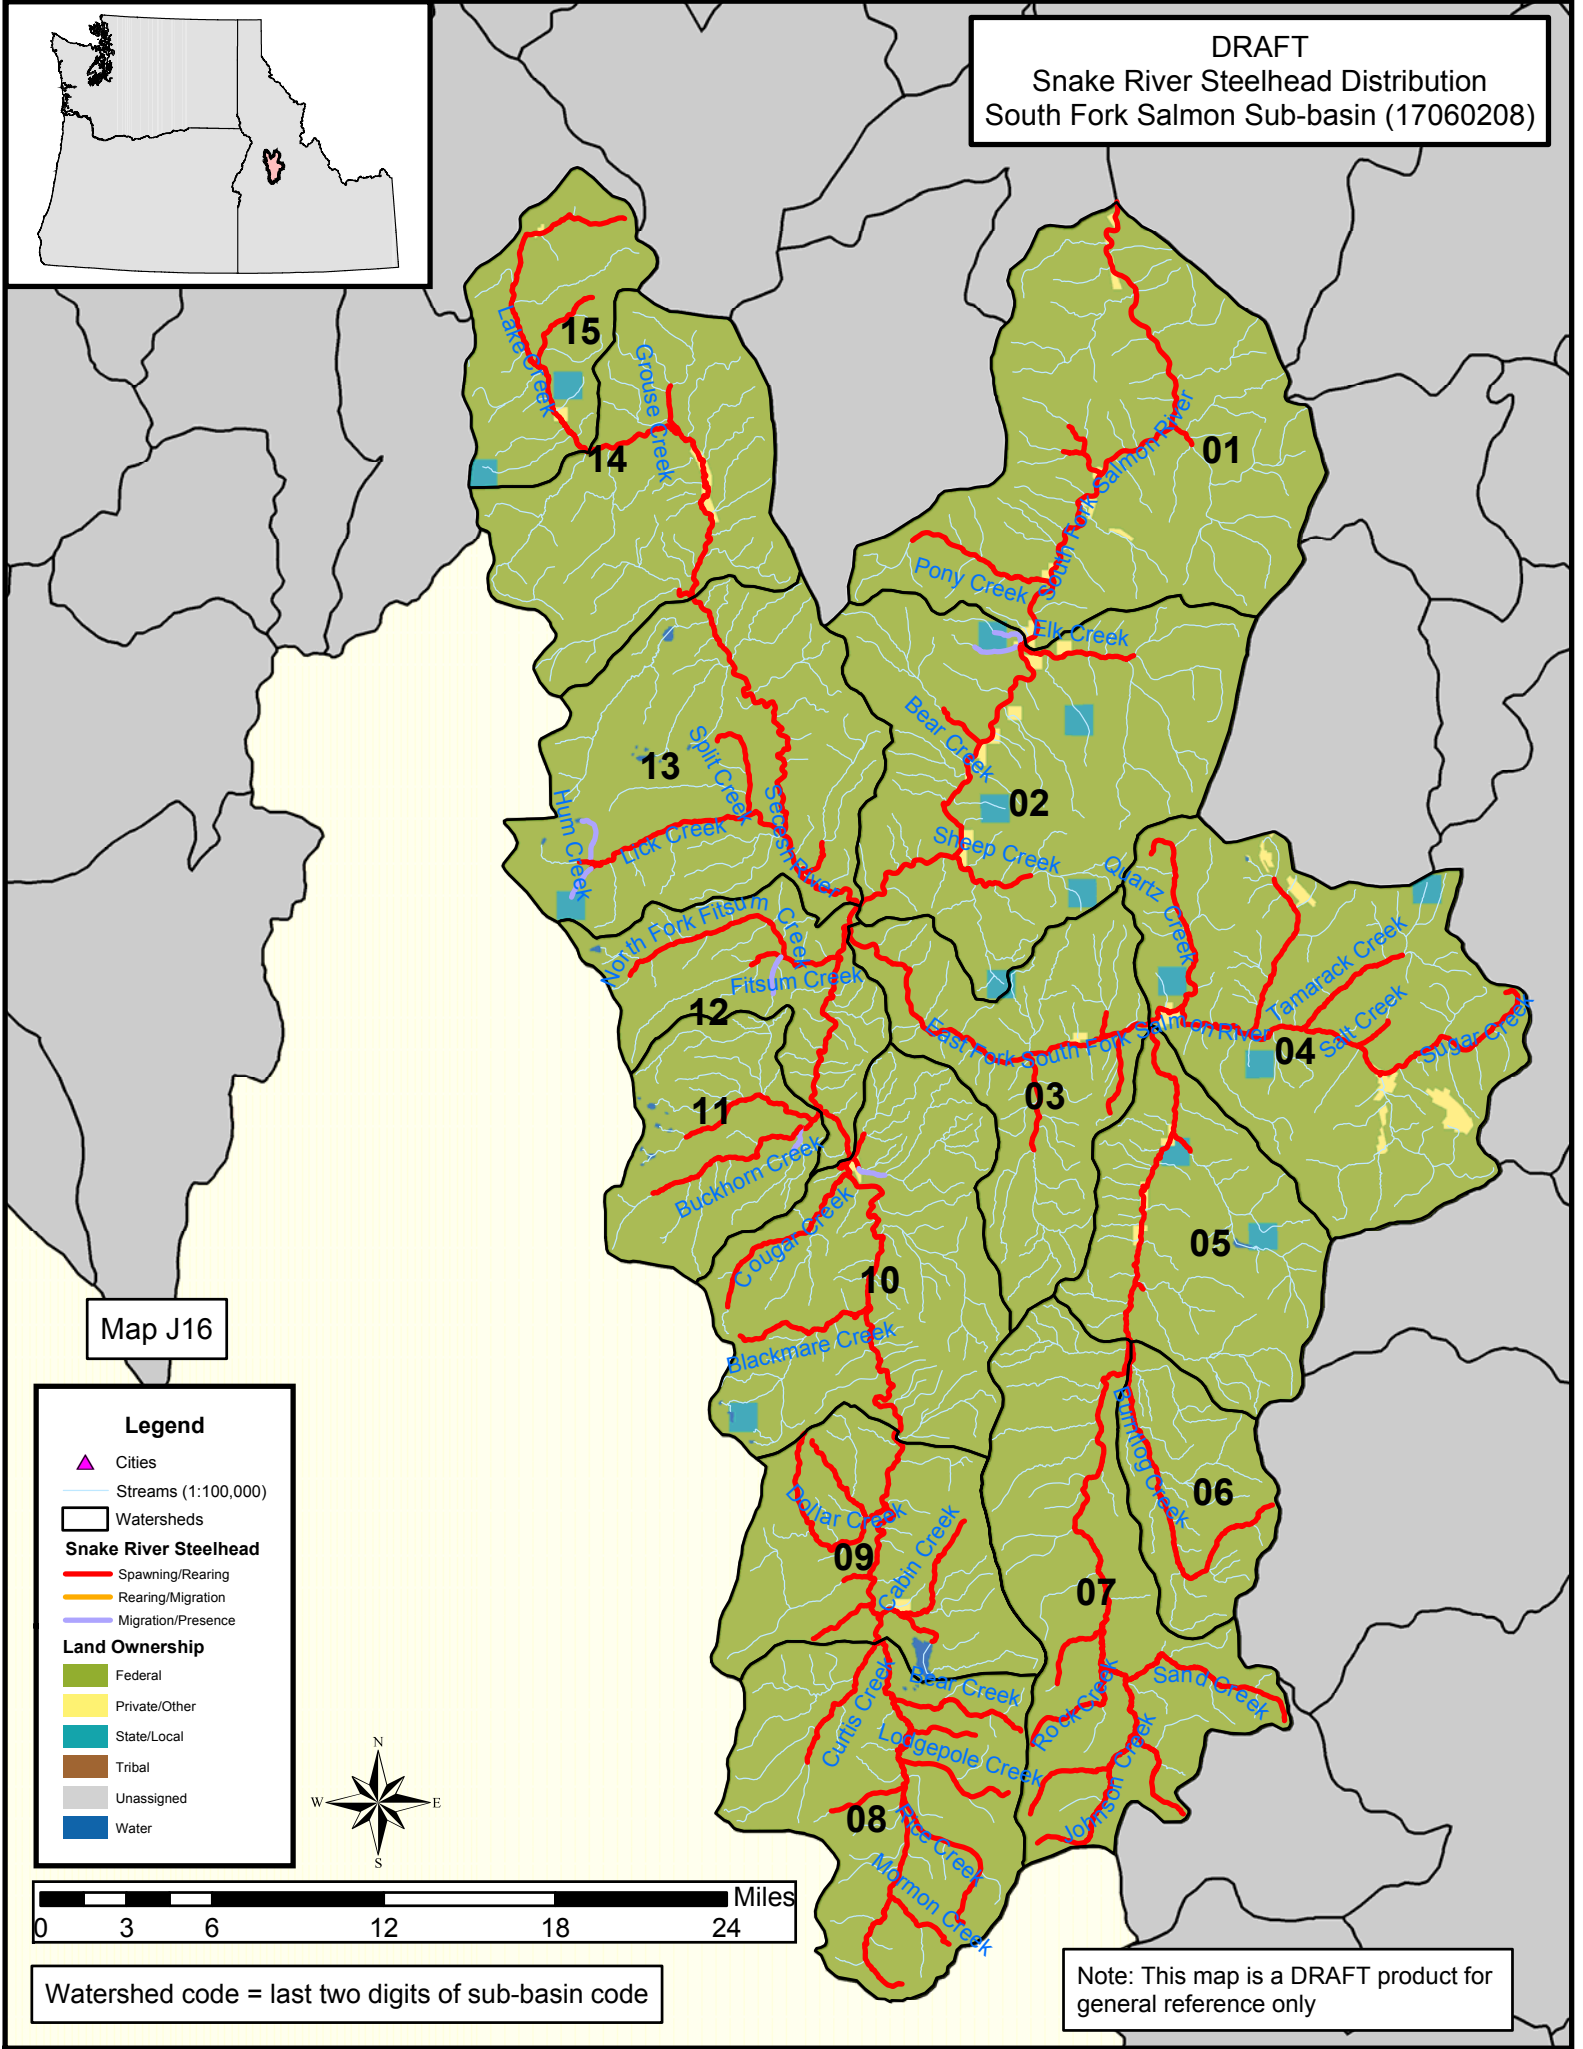 DRAFT
Snake River Steelhead Distribution
South Fork Salmon Sub-basin (17060208)
15
Lake Creek
Grouse Creek
14
01
South Fork Salmon River
Pony Creek
Elk Creek
Bear Creek
02
Sheep Creek
13
Split Creek
Secesh River
Hum Creek
Lick Creek
Quartz Creek
North Fork Fitsum Creek
Fitsum Creek
12
Tamarack Creek
Salt Creek
Sugar Creek
East Fork South Fork Salmon River
04
03
11
Buckhorn Creek
Cougar Creek
10
05
Blackmare Creek
Burntlog Creek
06
Dollar Creek
09
Cabin Creek
07
Curtis Creek
Bear Creek
Sand Creek
Rock Creek
Lodgepole Creek
Johnson Creek
08
Rice Creek
Mormon Creek
Map J16
Legend
Cities
Streams (1:100,000)
Watersheds
Snake River Steelhead
Spawning/Rearing
Rearing/Migration
Migration/Presence
Land Ownership
Federal
Private/Other
State/Local
Tribal
Unassigned
Water
N
W E
S
Miles
0 3 6 12 18 24
Watershed code = last two digits of sub-basin code
Note: This map is a DRAFT product for
general reference only